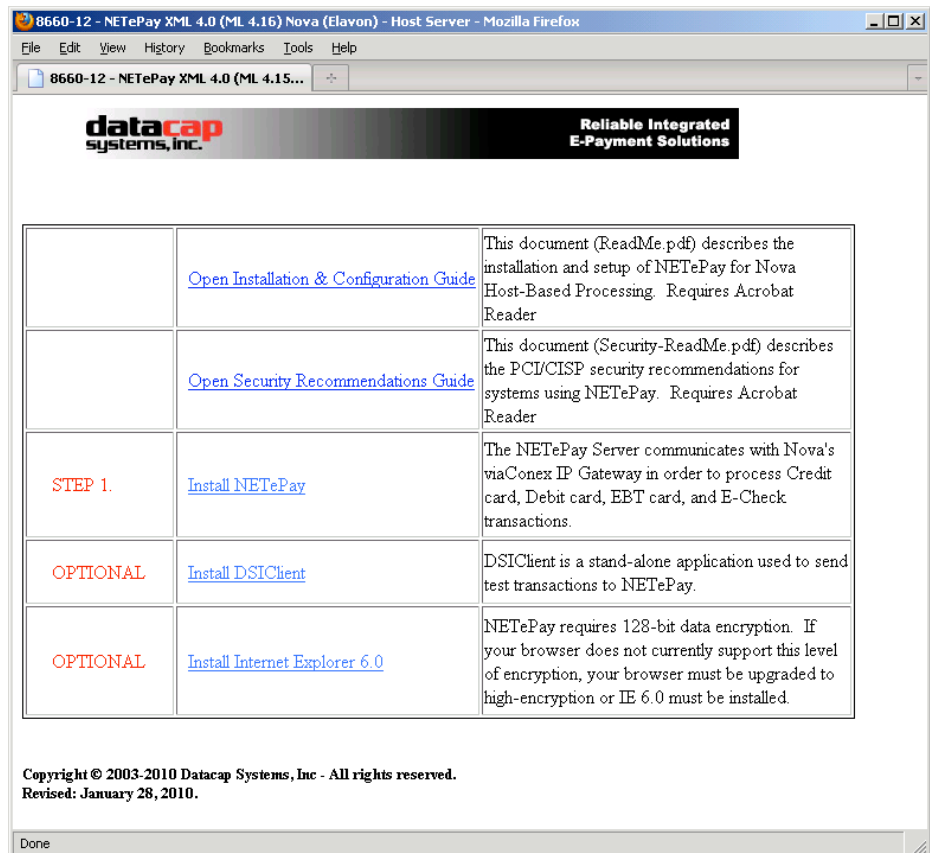 8660-12 - NETePay XML 4.0 (ML 4.16) Nova (Elavon) - Host Server - Mozilla Firefox
File Edit View History Bookmarks Tools Help
8660-12 - NETePay XML 4.0 (ML 4.15...
datacap
systems, inc.
Reliable Integrated
E-Payment Solutions
Open Installation & Configuration Guide
This document (ReadMe.pdf) describes the
installation and setup of NETePay for Nova
Host-Based Processing. Requires Acrobat
Reader
Open Security Recommendations Guide
This document (Security-ReadMe.pdf) describes
the PCI/CISP security recommendations for
systems using NETePay. Requires Acrobat
Reader
STEP 1.
Install NETePay
The NETePay Server communicates with Nova's
viaConex IP Gateway in order to process Credit
card, Debit card, EBT card, and E-Check
transactions.
OPTIONAL
Install DSIClient
DSIClient is a stand-alone application used to send
test transactions to NETePay.
OPTIONAL
Install Internet Explorer 6.0
NETePay requires 128-bit data encryption. If
your browser does not currently support this level
of encryption, your browser must be upgraded to
high-encryption or IE 6.0 must be installed.
Copyright © 2003-2010 Datacap Systems, Inc - All rights reserved.
Revised: January 28, 2010.
Done